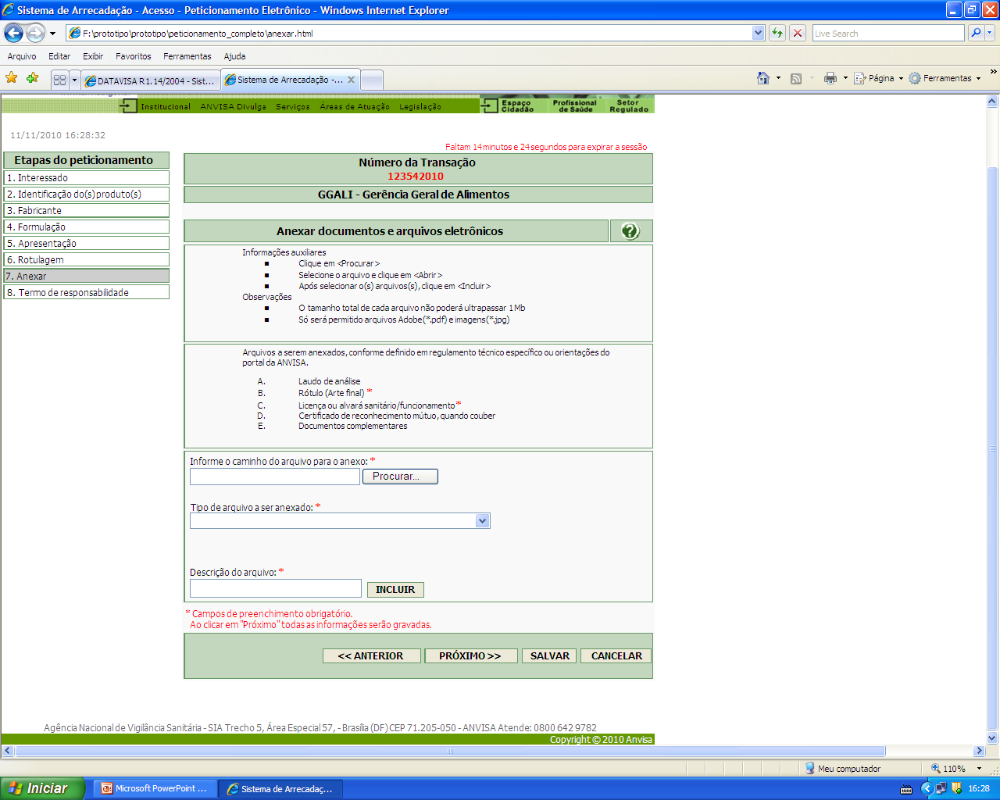 Sistema de Arrecadação - Acesso - Peticionamento Eletrônico - Windows Internet Explorer
F:\prototipo\prototipo\peticionamento_completo\anexar.html
Live Search
Arquivo Editar Exibir Favoritos Ferramentas Ajuda
DATAVISA R1.14/2004 - Sist...
Sistema de Arrecadação -...
Página
Ferramentas
Institucional ANVISA Divulga Serviços Áreas de Atuação Legislação
Espaço Cidadão
Profissional de Saúde
Setor Regulado
11/11/2010 16:28:32
Faltam 14 minutos e 24 segundos para expirar a sessão
Etapas do peticionamento
1. Interessado
2. Identificação do(s) produto(s)
3. Fabricante
4. Formulação
5. Apresentação
6. Rotulagem
7. Anexar
8. Termo de responsabilidade
Número da Transação
123542010
GGALI - Gerência Geral de Alimentos
Anexar documentos e arquivos eletrônicos
?
Informações auxiliares
Clique em <Procurar>
Selecione o arquivo e clique em <Abrir>
Após selecionar o(s) arquivos(s), clique em <Incluir>
Observações
O tamanho total de cada arquivo não poderá ultrapassar 1Mb
Só será permitido arquivos Adobe(*.pdf) e imagens(*.jpg)
Arquivos a serem anexados, conforme definido em regulamento técnico específico ou orientações do
portal da ANVISA.
A. Laudo de análise
B. Rótulo (Arte final) *
C. Licença ou alvará sanitário/funcionamento*
D. Certificado de reconhecimento mútuo, quando couber
E. Documentos complementares
Informe o caminho do arquivo para o anexo: *
Procurar...
Tipo de arquivo a ser anexado: *
Descrição do arquivo: *
INCLUIR
* Campos de preenchimento obrigatório.
Ao clicar em "Próximo" todas as informações serão gravadas.
<< ANTERIOR PRÓXIMO >> SALVAR CANCELAR
Agência Nacional de Vigilância Sanitária - SIA Trecho 5, Área Especial 57, - Brasília (DF) CEP 71.205-050 - ANVISA Atende: 0800 642 9782
Copyright © 2010 Anvisa
Meu computador
110%
Iniciar
Microsoft PowerPoint ...
Sistema de Arrecadaç...
16:28